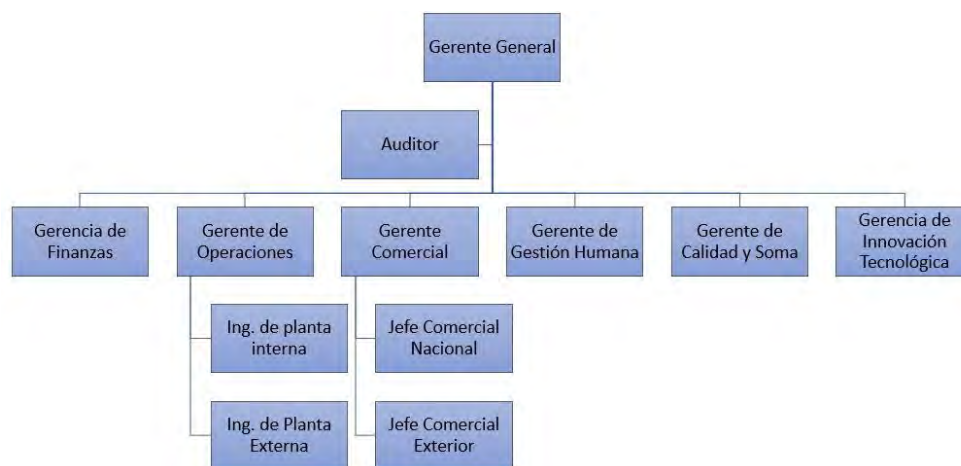 Gerente General
Auditor
Gerencia de
Finanzas
Gerente de
Operaciones
Gerente
Comercial
Gerente de
Gestión Humana
Gerente de
Calidad y Soma
Gerencia de
Innovación
Tecnológica
Ing. de planta
interna
Jefe Comercial
Nacional
Ing. de Planta
Externa
Jefe Comercial
Exterior